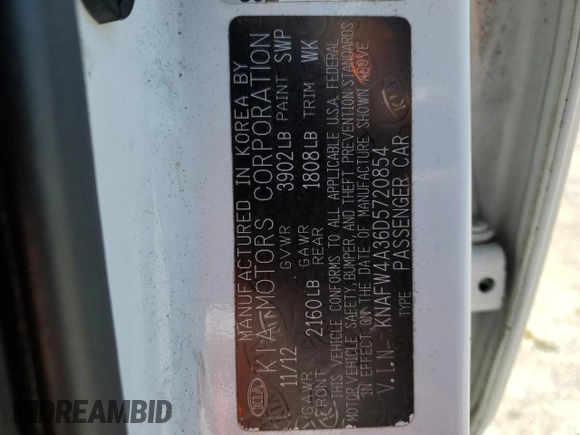 MANUFACTURED IN KOREA BY
KIA MOTORS CORPORATION
11/12 GVWR 3902LB PAINT SWP
GAWR FRONT 2160LB GAWR REAR 1808LB TRIM WK
THIS VEHICLE CONFORMS TO ALL APPLICABLE U.S.A. FEDERAL
MOTOR VEHICLE SAFETY, BUMPER, AND THEFT PREVENTION STANDARDS
IN EFFECT ON THE DATE OF MANUFACTURE SHOWN ABOVE
V.I.N- KNAFW4A36D5720854
TYPE PASSENGER CAR
KIA
DREAMBID